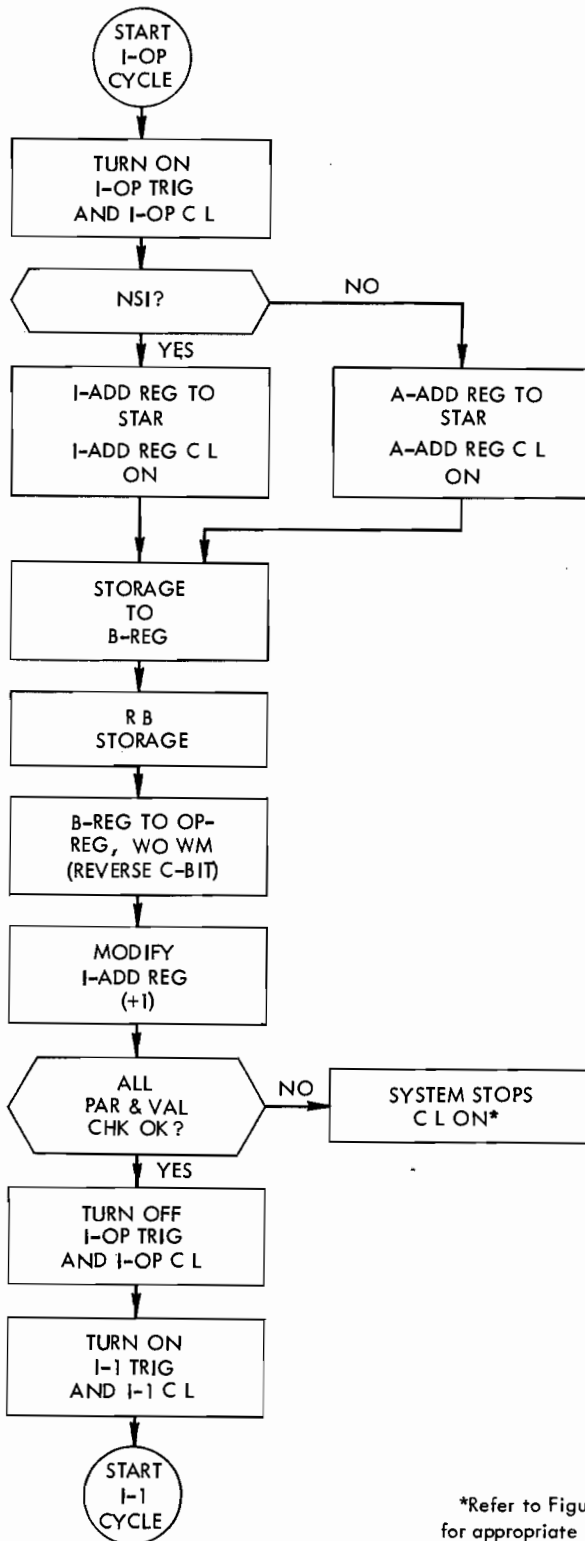 START
I-OP
CYCLE
TURN ON
I-OP TRIG
AND I-OP C L
NSI?
NO
YES
I-ADD REG TO
STAR
I-ADD REG C L
ON
A-ADD REG TO
STAR
A-ADD REG C L
ON
STORAGE
TO
B-REG
R B
STORAGE
B-REG TO OP-
REG, WO WM
(REVERSE C-BIT)
MODIFY
I-ADD REG
(+1)
ALL
PAR & VAL
CHK OK?
NO
SYSTEM STOPS
C L ON*
YES
TURN OFF
I-OP TRIG
AND I-OP C L
TURN ON
I-1 TRIG
AND I-1 C L
START
I-1
CYCLE
*Refer to Figu
for appropriate